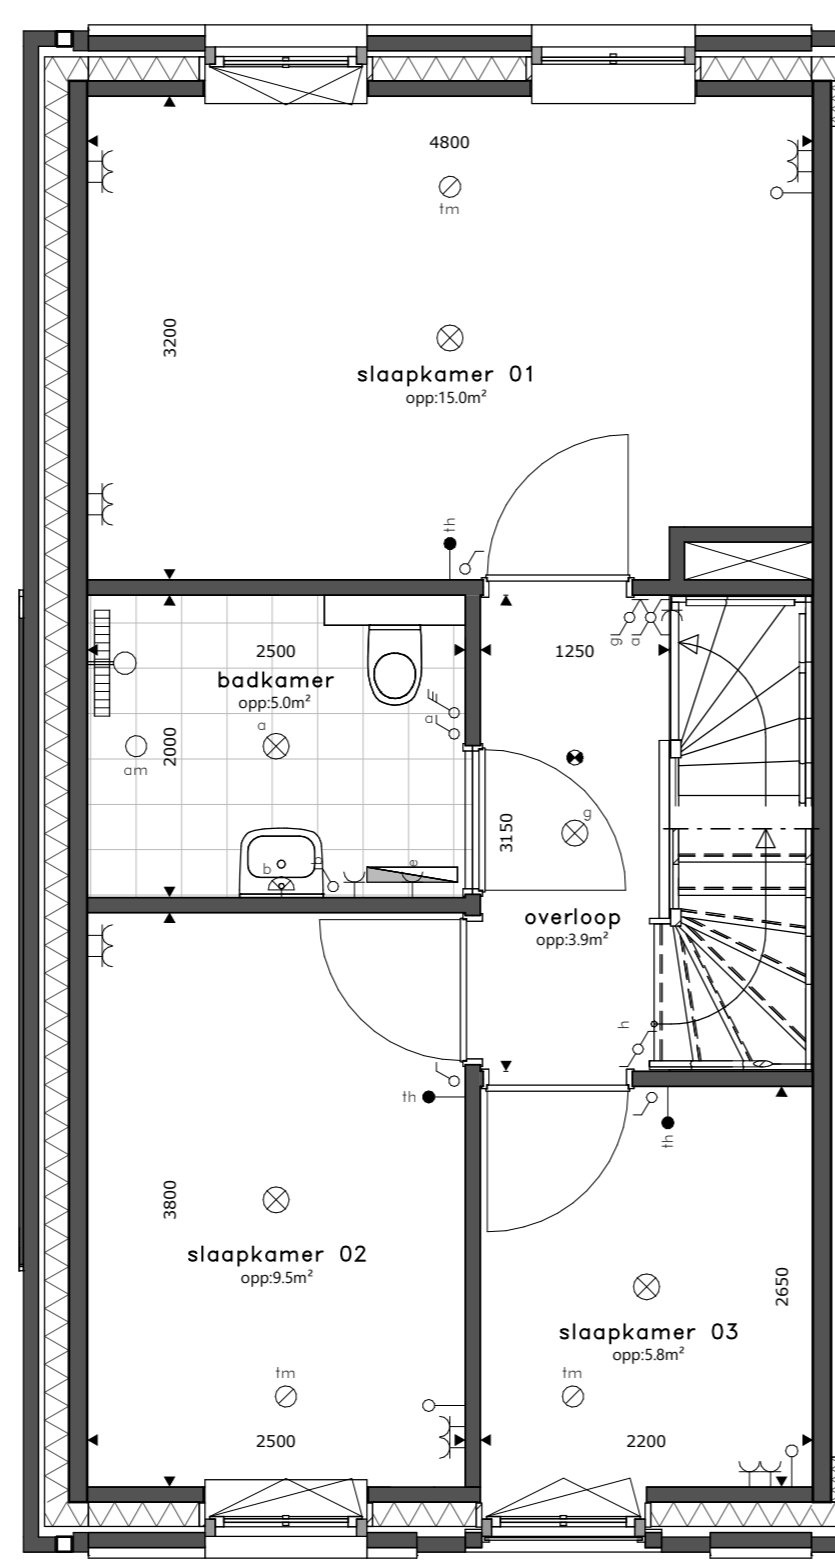 4800
tm
3200
slaapkamer 01
opp:15.0m²
th
g
a
2500
badkamer
opp:5.0m²
a
a
f
am
2000
1250
3150
g
b
e
overloop
opp:3.9m²
h
th
th
3800
slaapkamer 02
opp:9.5m²
2650
slaapkamer 03
opp:5.8m²
tm
tm
2500
2200